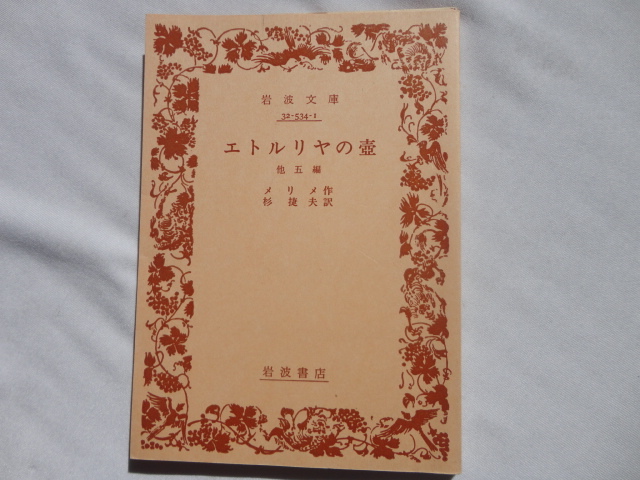 岩波文庫
32-534-1
エトルリヤの壺
他五編
メリメ作
杉捷夫訳
岩波書店